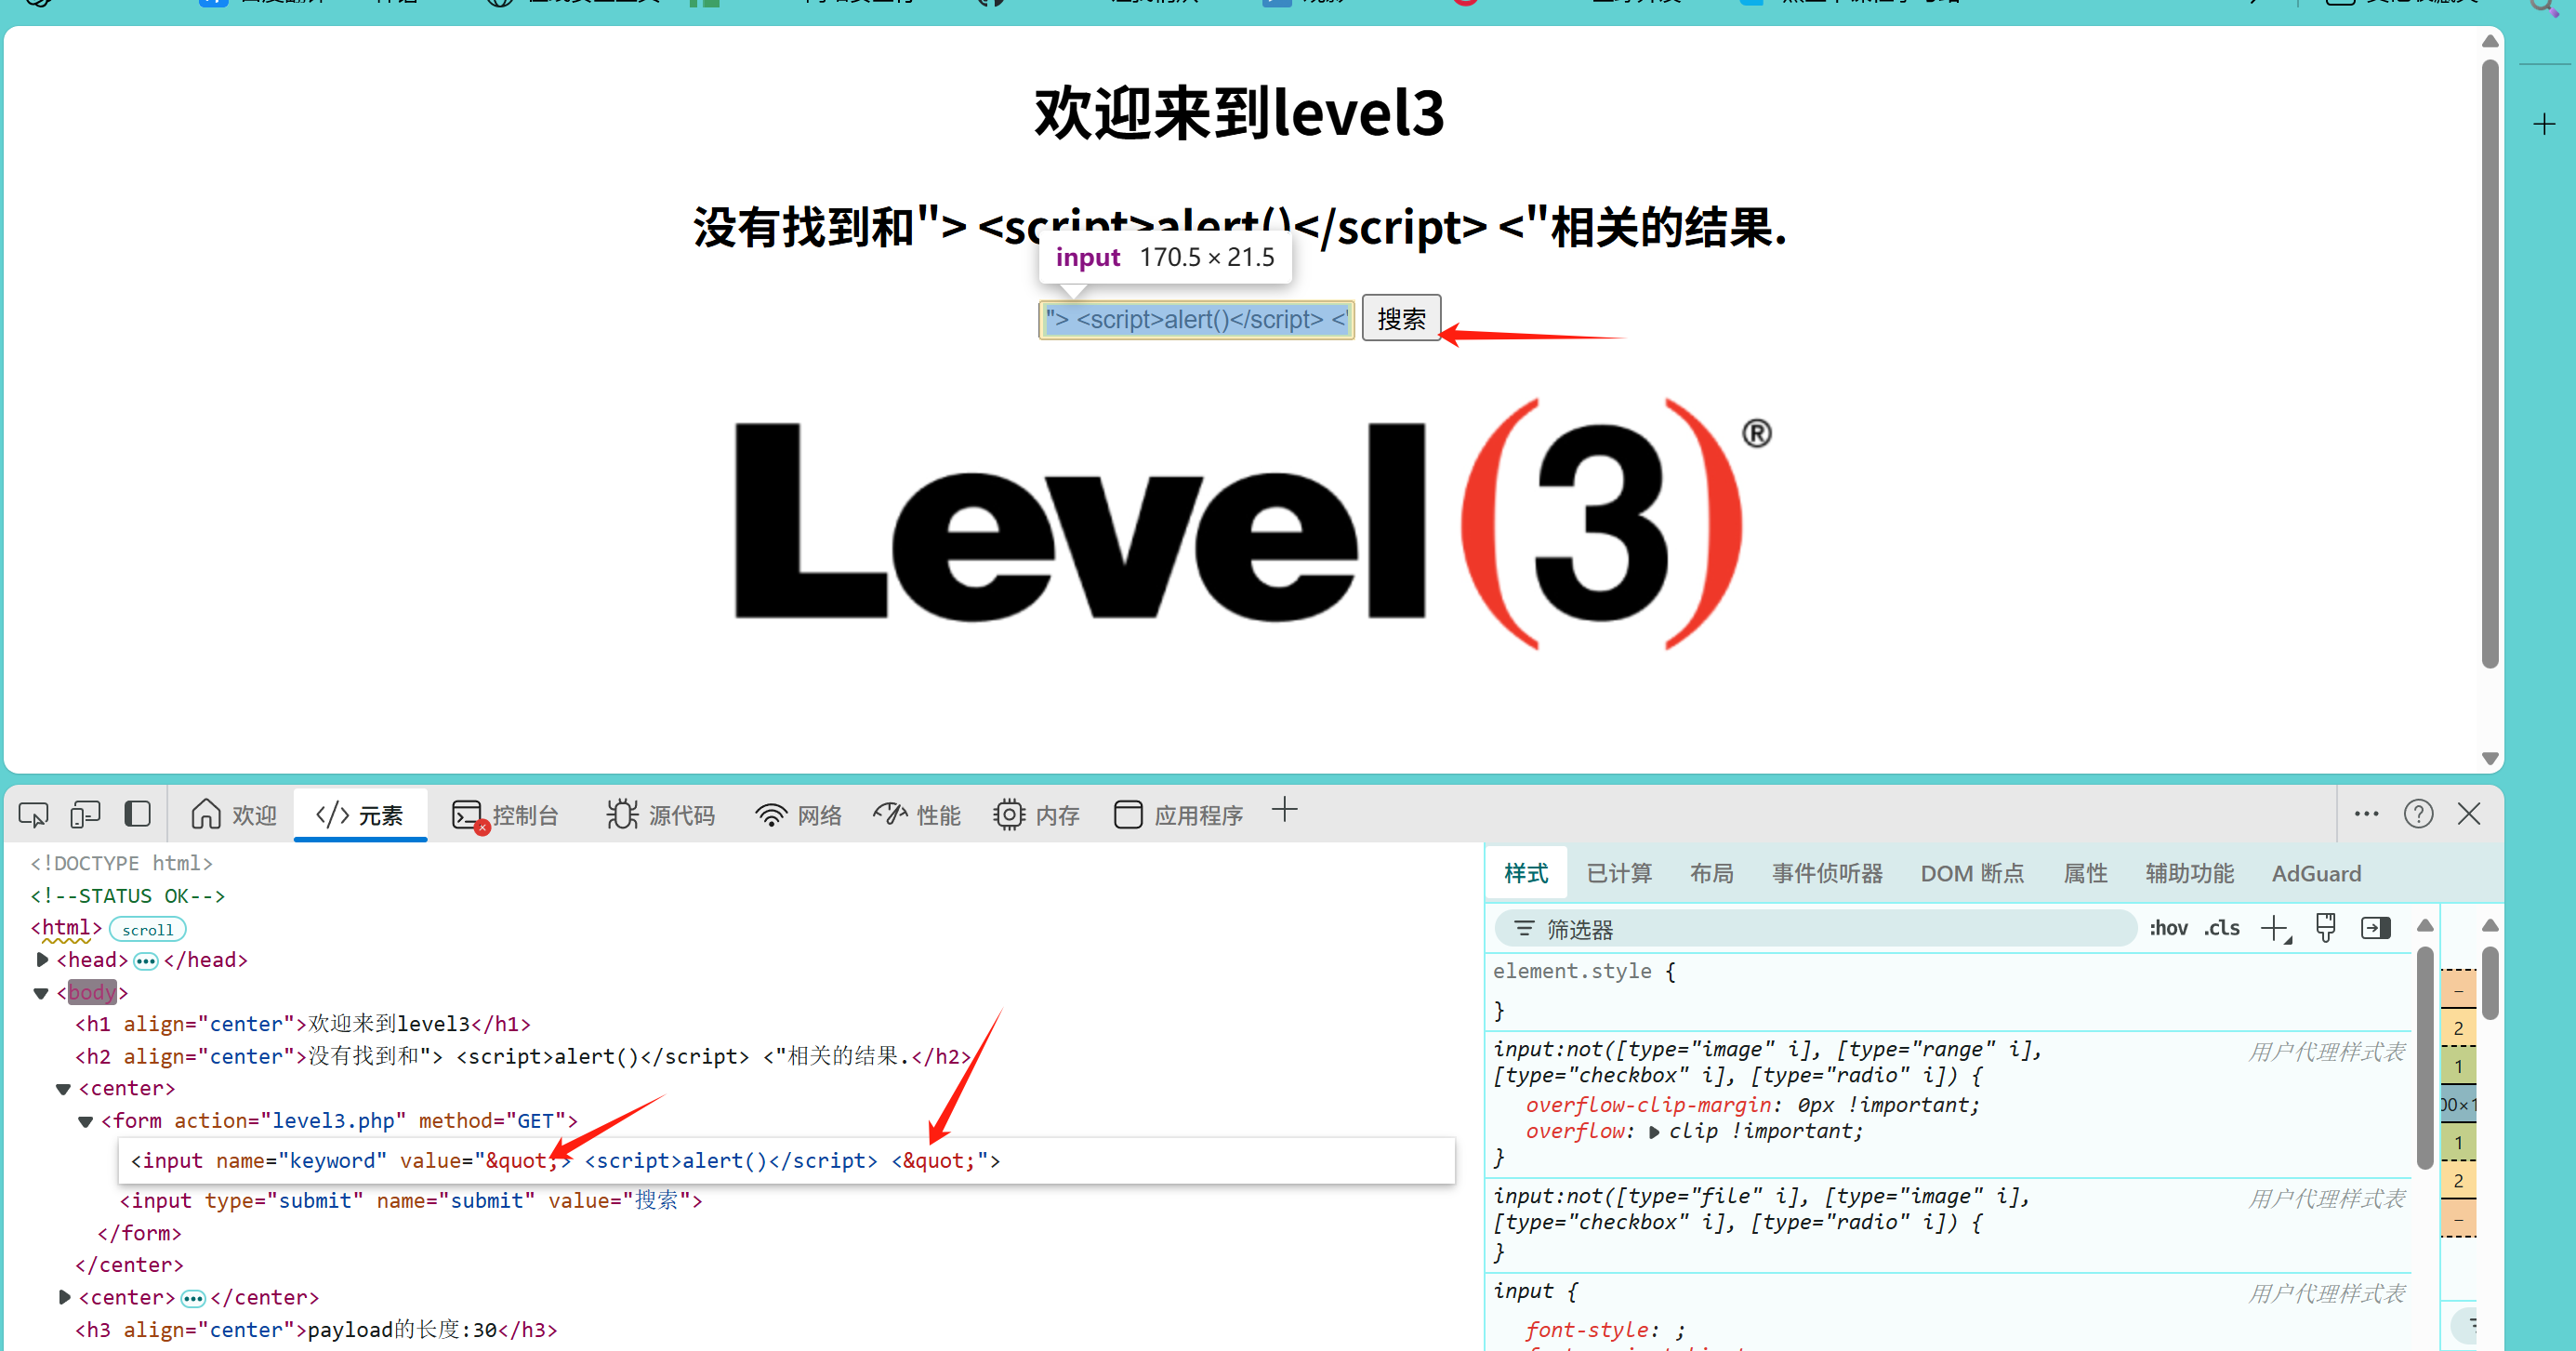 欢迎来到level3
没有找到和"> <script>alert()</script> <"相关的结果.
input 170.5 × 21.5
"> <script>alert()</script> <"
搜索
Level(3)®
欢迎 元素 控制台 源代码 网络 性能 内存 应用程序
<!DOCTYPE html>
<!--STATUS OK-->
<html> scroll
<head> ••• </head>
<body>
<h1 align="center">欢迎来到level3</h1>
<h2 align="center">没有找到和"> <script>alert()</script> <"相关的结果.</h2>
<center>
<form action="level3.php" method="GET">
<input name="keyword" value="&quot;> <script>alert()</script> <&quot;">
<input type="submit" name="submit" value="搜索">
</form>
</center>
<center> ••• </center>
<h3 align="center">payload的长度:30</h3>
样式 已计算 布局 事件侦听器 DOM 断点 属性 辅助功能 AdGuard
筛选器 :hov .cls
element.style {
}
input:not([type="image" i], [type="range" i], 用户代理样式表
[type="checkbox" i], [type="radio" i]) {
overflow-clip-margin: 0px !important;
overflow: clip !important;
}
input:not([type="file" i], [type="image" i], 用户代理样式表
[type="checkbox" i], [type="radio" i]) {
}
input { 用户代理样式表
font-style: ;
–
2
1
1
2
–